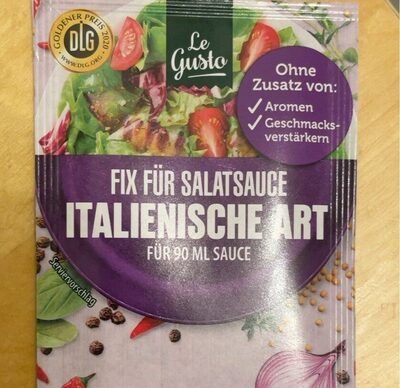 GOLDENER PREIS 2020
DLG
WWW.DLG.ORG
Le
Gusto
Ohne
Zusatz von:
✓ Aromen
✓ Geschmacks-
verstärkern
FIX FÜR SALATSAUCE
ITALIENISCHE ART
FÜR 90 ML SAUCE
Serviervorschlag